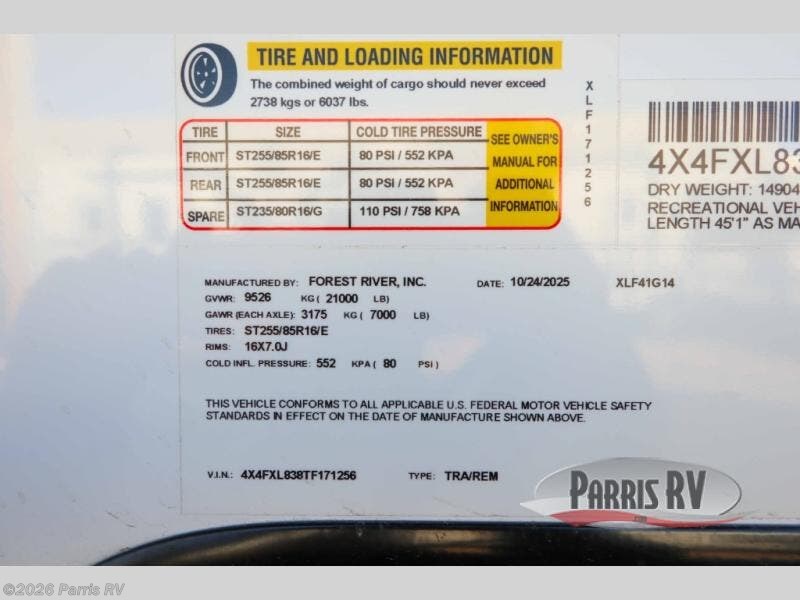 TIRE AND LOADING INFORMATION
The combined weight of cargo should never exceed
2738 kgs or 6037 lbs.
TIRE SIZE COLD TIRE PRESSURE SEE OWNER'S MANUAL FOR ADDITIONAL INFORMATION
FRONT ST255/85R16/E 80 PSI / 552 KPA
REAR ST255/85R16/E 80 PSI / 552 KPA
SPARE ST235/80R16/G 110 PSI / 758 KPA
XLF171256
4X4FXL83
DRY WEIGHT: 14904
RECREATIONAL VEH
LENGTH 45'1" AS MA
MANUFACTURED BY: FOREST RIVER, INC. DATE: 10/24/2025 XLF41G14
GVWR: 9526 KG ( 21000 LB)
GAWR (EACH AXLE): 3175 KG ( 7000 LB)
TIRES: ST255/85R16/E
RIMS: 16X7.0J
COLD INFL. PRESSURE: 552 KPA ( 80 PSI )
THIS VEHICLE CONFORMS TO ALL APPLICABLE U.S. FEDERAL MOTOR VEHICLE SAFETY
STANDARDS IN EFFECT ON THE DATE OF MANUFACTURE SHOWN ABOVE.
V.I.N.: 4X4FXL838TF171256 TYPE: TRA/REM
PARRIS RV
©2026 Parris RV